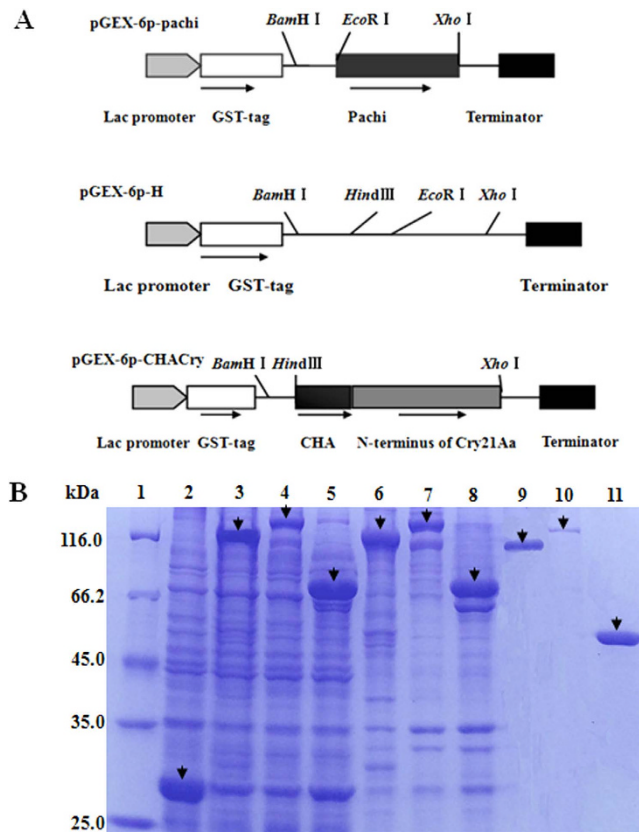 A
pGEX-6p-pachi
BamH I
EcoR I
Xho I
Lac promoter
GST-tag
Pachi
Terminator
pGEX-6p-H
BamH I
HindIII
EcoR I
Xho I
Lac promoter
GST-tag
Terminator
pGEX-6p-CHACry
BamH I
HindIII
Xho I
Lac promoter
GST-tag
CHA
N-terminus of Cry21Aa
Terminator
B
kDa 1 2 3 4 5 6 7 8 9 10 11
116.0
66.2
45.0
35.0
25.0